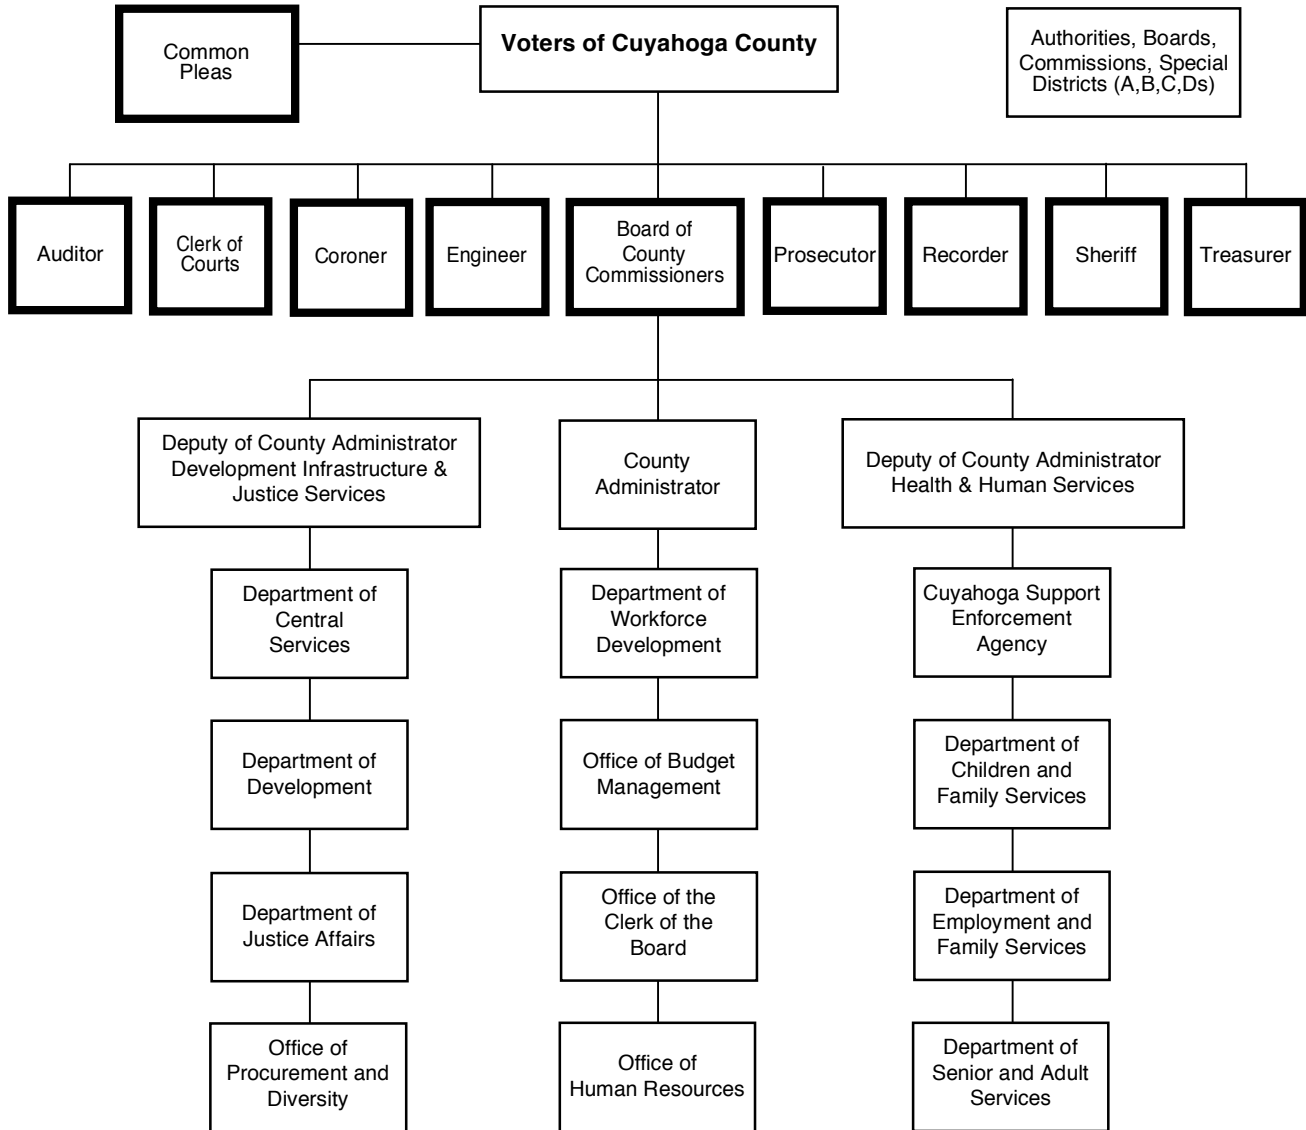 Common
Pleas
Voters of Cuyahoga County
Authorities, Boards,
Commissions, Special
Districts (A,B,C,Ds)
Auditor
Clerk of
Courts
Coroner
Engineer
Board of
County
Commissioners
Prosecutor
Recorder
Sheriff
Treasurer
Deputy of County Administrator
Development Infrastructure &
Justice Services
County
Administrator
Deputy of County Administrator
Health & Human Services
Department of
Central
Services
Department of
Workforce
Development
Cuyahoga Support
Enforcement
Agency
Department of
Development
Office of Budget
Management
Department of
Children and
Family Services
Department of
Justice Affairs
Office of the
Clerk of the
Board
Department of
Employment and
Family Services
Office of
Procurement and
Diversity
Office of
Human Resources
Department of
Senior and Adult
Services